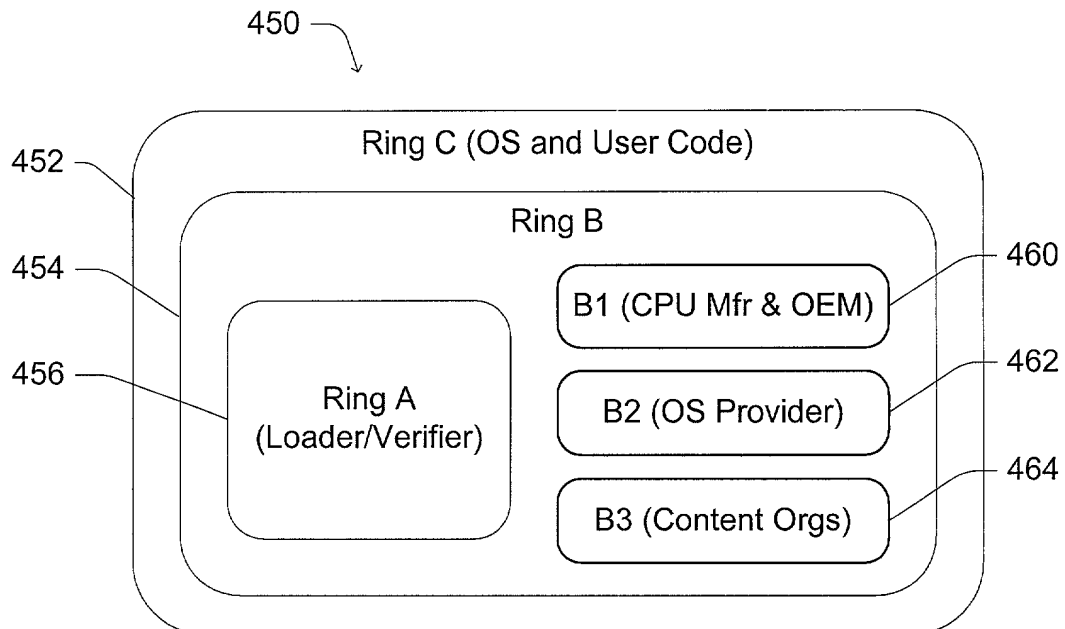 450
Ring C (OS and User Code)
452
Ring B
454
460
B1 (CPU Mfr & OEM)
456
462
Ring A
(Loader/Verifier)
B2 (OS Provider)
464
B3 (Content Orgs)